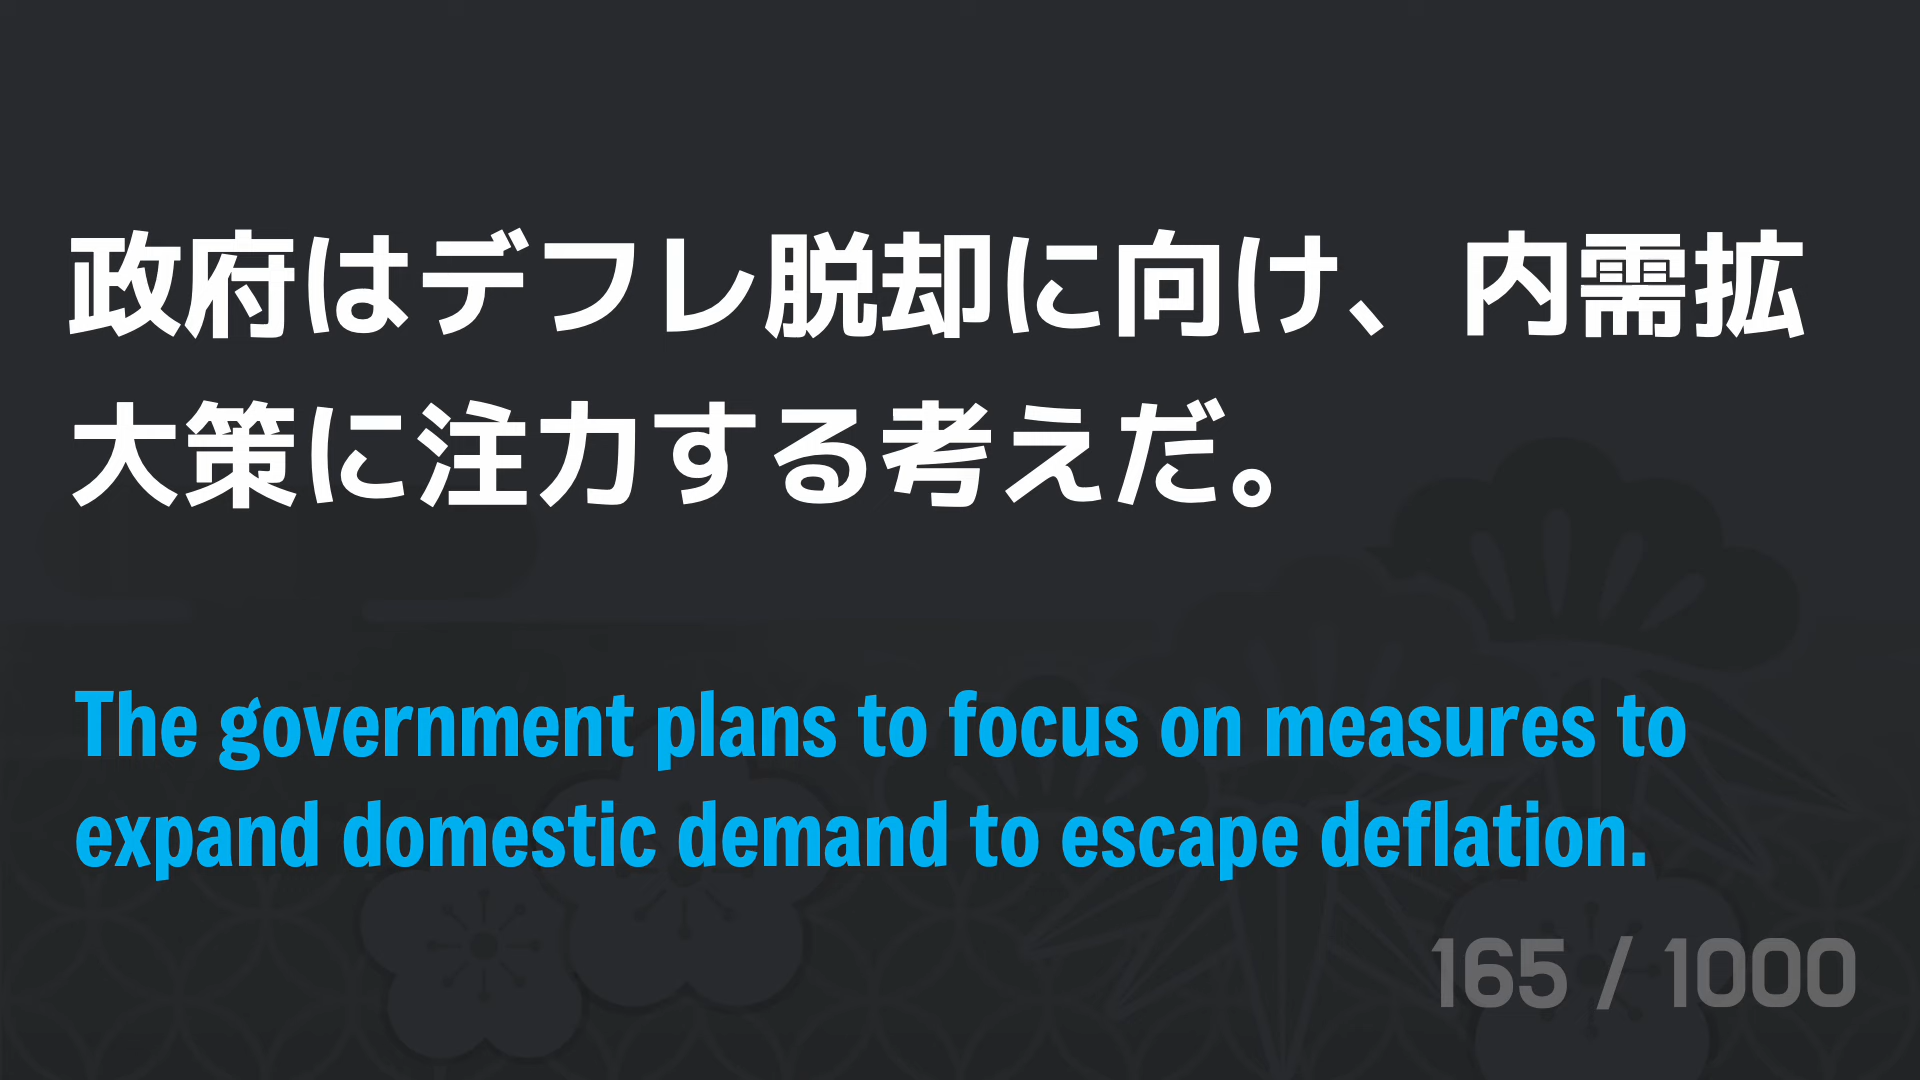 政府はデフレ脱却に向け、内需拡
大策に注力する考えだ。
The government plans to focus on measures to
expand domestic demand to escape deflation.
165 / 1000